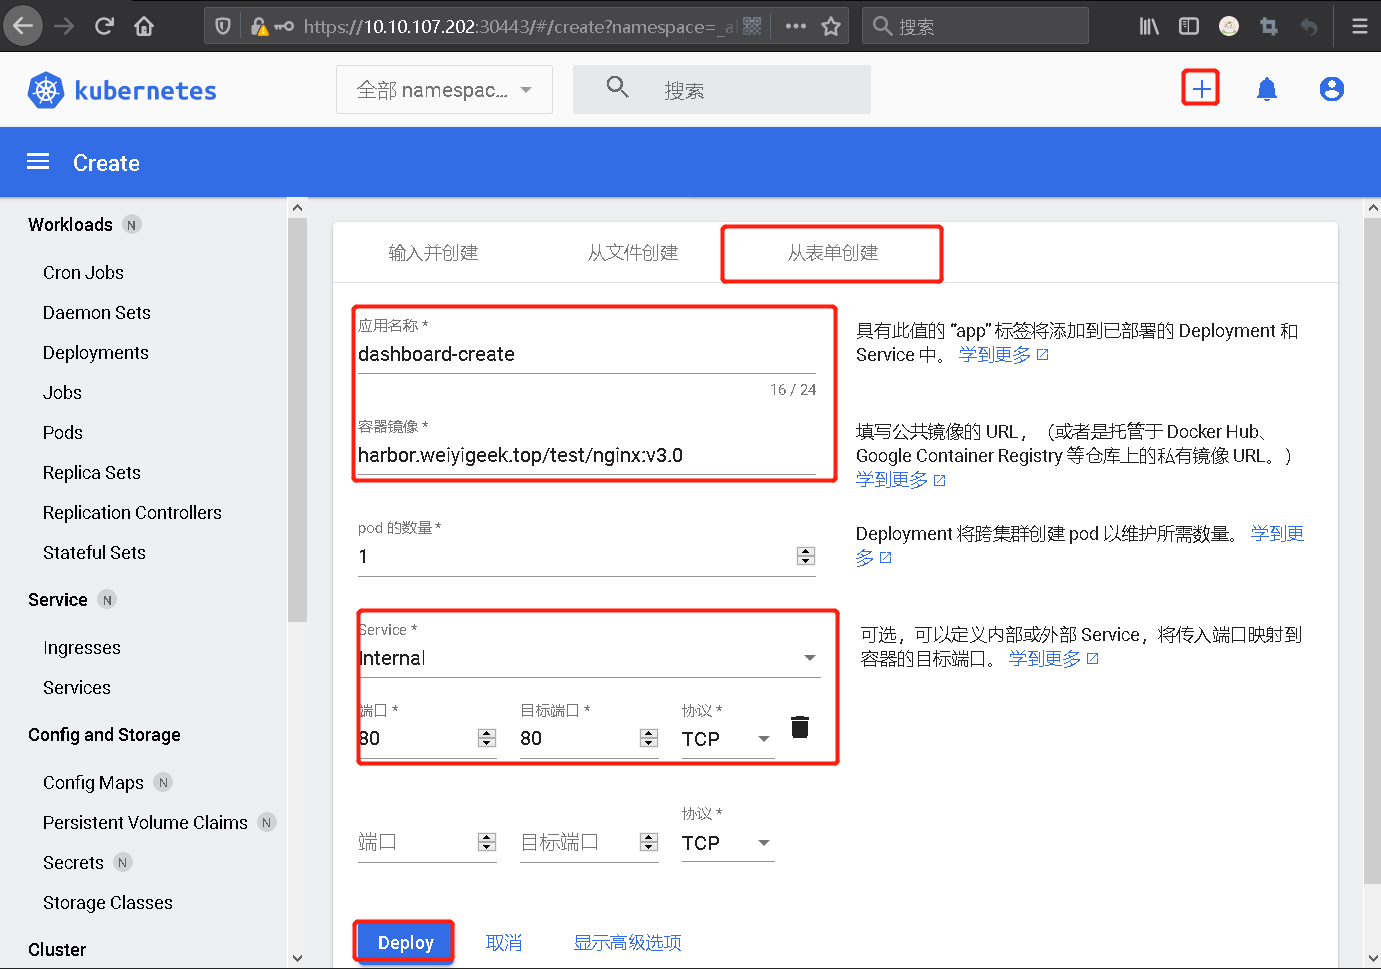 https://10.10.107.202:30443/#/create?namespace=_al
搜索
kubernetes
全部 namespac...
搜索
Create
Workloads N
Cron Jobs
Daemon Sets
Deployments
Jobs
Pods
Replica Sets
Replication Controllers
Stateful Sets
Service N
Ingresses
Services
Config and Storage
Config Maps N
Persistent Volume Claims N
Secrets N
Storage Classes
Cluster
输入并创建
从文件创建
从表单创建
应用名称 *
dashboard-create
16 / 24
具有此值的 “app” 标签将添加到已部署的 Deployment 和
Service 中。 学到更多
容器镜像 *
harbor.weiyigeek.top/test/nginx:v3.0
填写公共镜像的 URL，（或者是托管于 Docker Hub、
Google Container Registry 等仓库上的私有镜像 URL。）
学到更多
pod 的数量 *
1
Deployment 将跨集群创建 pod 以维护所需数量。 学到更
多
Service *
Internal
可选，可以定义内部或外部 Service，将传入端口映射到
容器的目标端口。 学到更多
端口 * 目标端口 * 协议 *
80 80 TCP
协议 *
端口 目标端口 TCP
Deploy 取消 显示高级选项